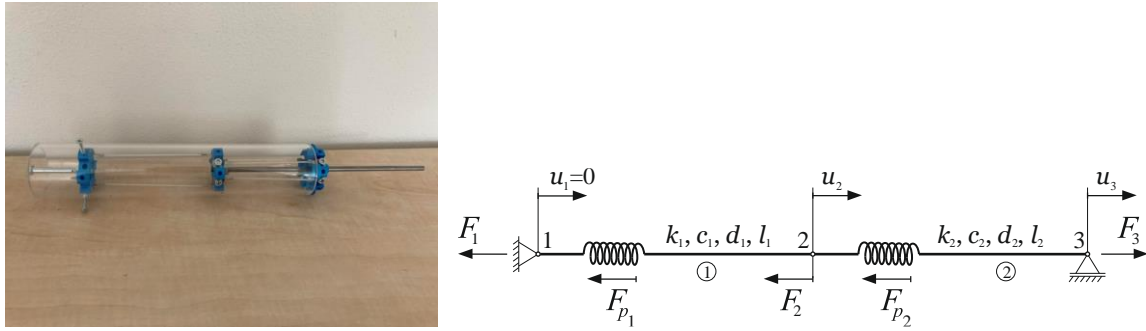 u₁=0 u₂ u₃
F₁ 1 k₁, c₁, d₁, l₁ 2 k₂, c₂, d₂, l₂ 3 F₃
① ②
Fₚ₁ F₂ Fₚ₂